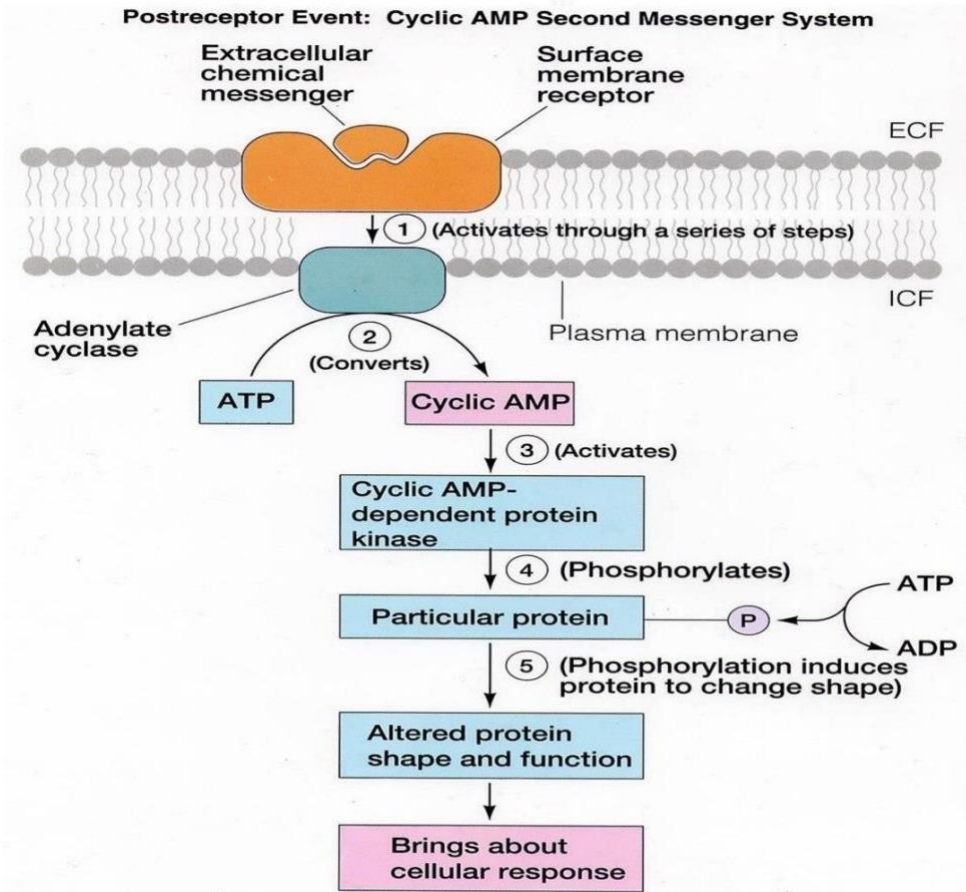 Postreceptor Event: Cyclic AMP Second Messenger System
Extracellular
chemical
messenger
Surface
membrane
receptor
ECF
1 (Activates through a series of steps)
ICF
Adenylate
cyclase
2
(Converts)
Plasma membrane
ATP
Cyclic AMP
3 (Activates)
Cyclic AMP-
dependent protein
kinase
4 (Phosphorylates)
Particular protein
P
ATP
ADP
5 (Phosphorylation induces
protein to change shape)
Altered protein
shape and function
Brings about
cellular response